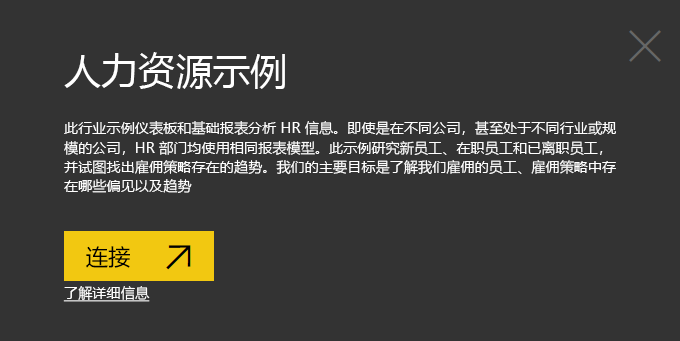 人力资源示例
此行业示例仪表板和基础报表分析 HR 信息。即使是在不同公司，甚至处于不同行业或规
模的公司，HR 部门均使用相同报表模型。此示例研究新员工、在职员工和已离职员工，
并试图找出雇佣策略存在的趋势。我们的主要目标是了解我们雇佣的员工、雇佣策略中存
在哪些偏见以及趋势
连接
了解详细信息